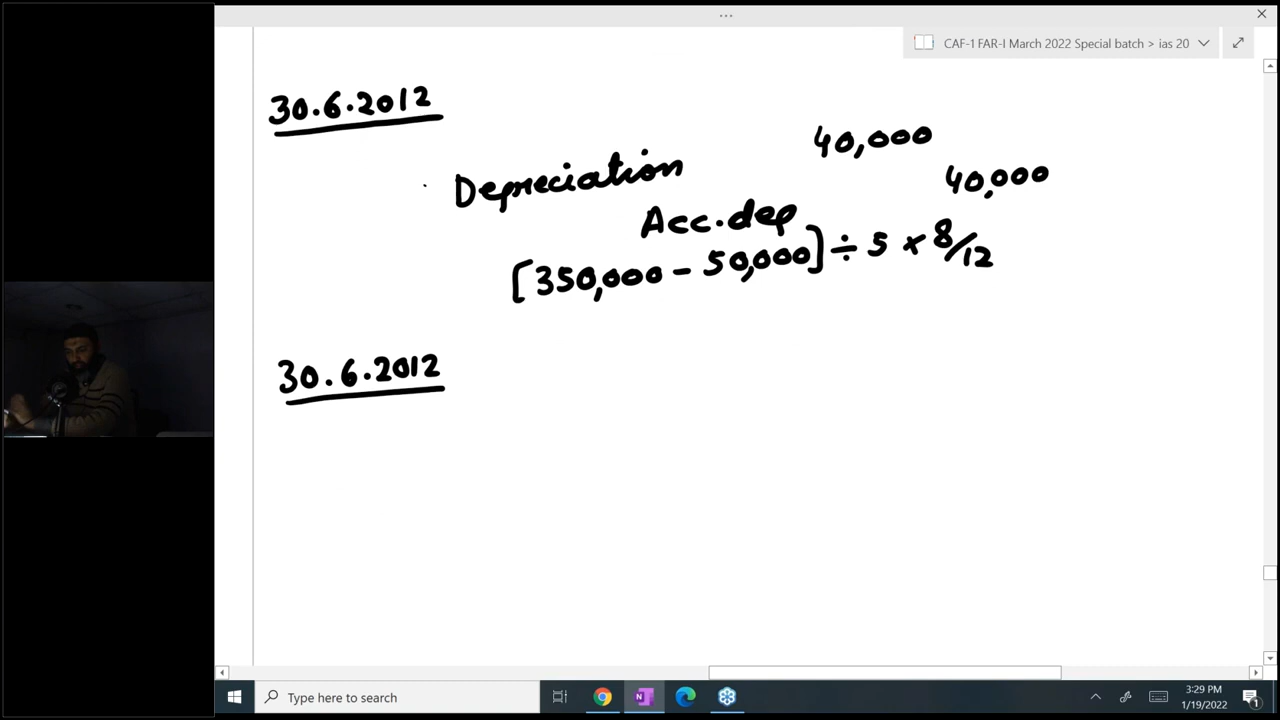 CAF-1 FAR-I March 2022 Special batch > ias 20
30.6.2012
Depreciation 40,000
Acc.dep 40,000
[350,000 - 50,000] ÷ 5 × 8/12
30.6.2012
Type here to search
3:29 PM
1/19/2022